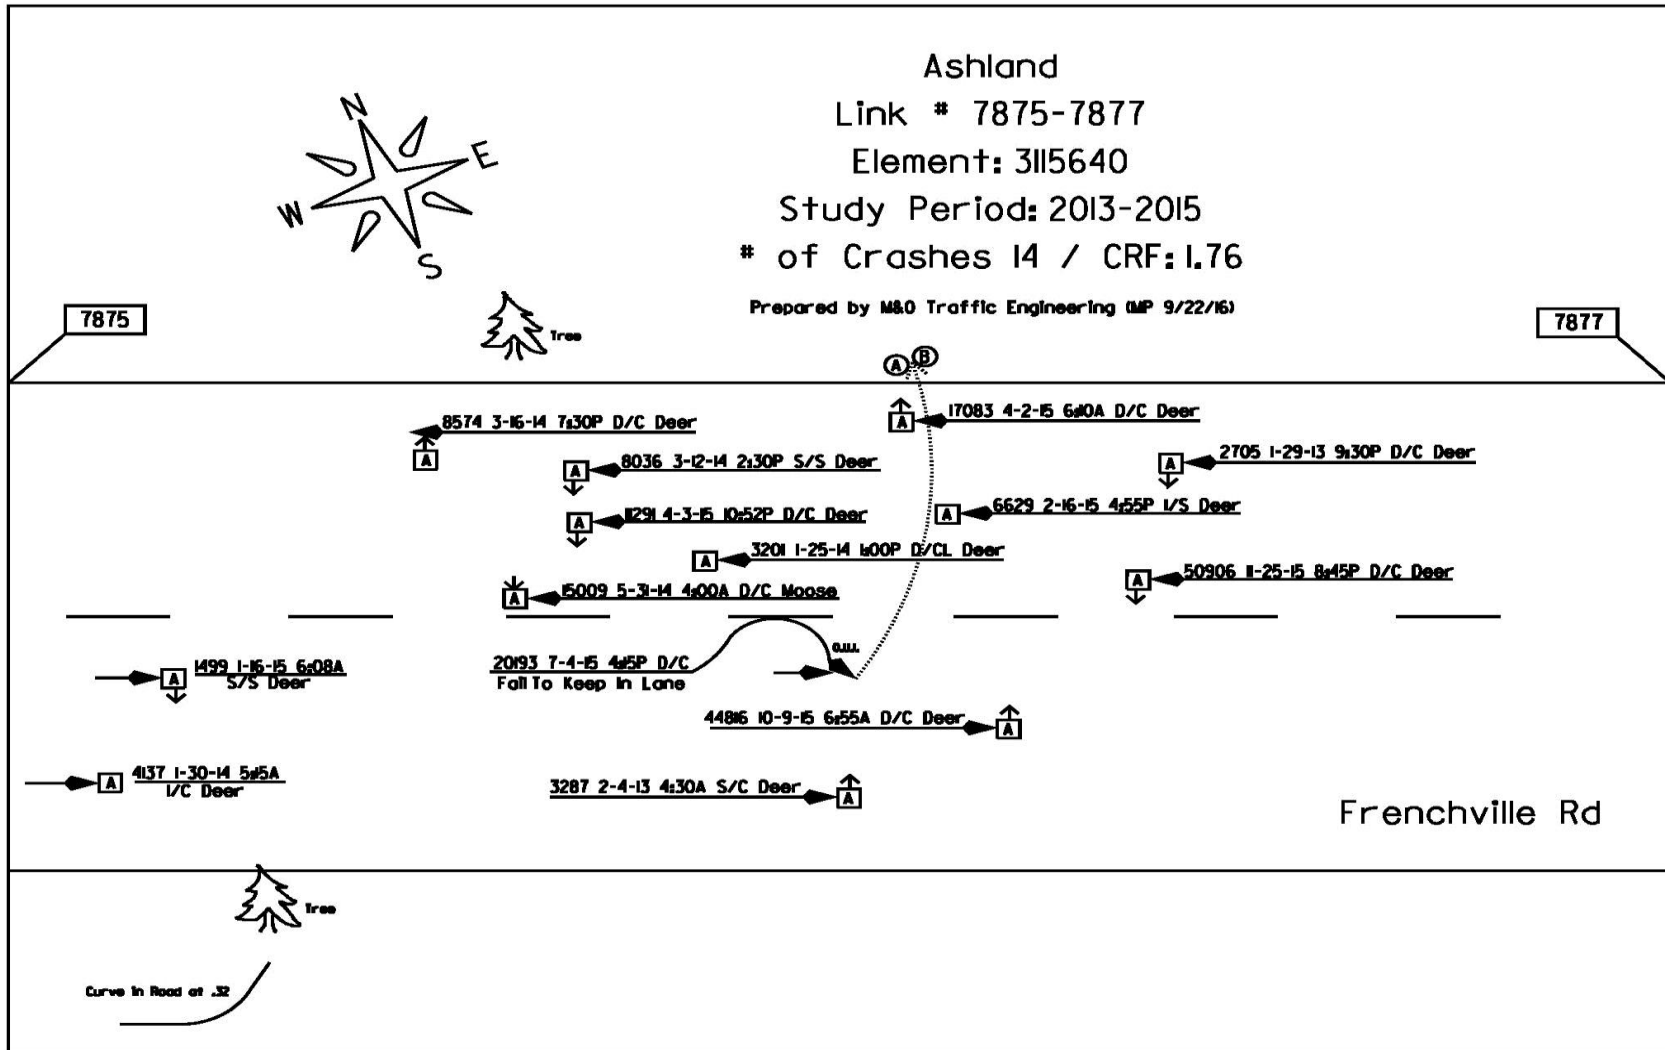 Ashland
Link # 7875-7877
Element: 3115640
Study Period: 2013-2015
# of Crashes 14 / CRF: 1.76
Prepared by M&O Traffic Engineering (MP 9/22/16)
N
E
W
S
7875
Tree
7877
A B
8574 3-16-14 7:30P D/C Deer
A
A
17083 4-2-15 6:10A D/C Deer
A
8036 3-12-14 2:30P S/S Deer
A
2705 1-29-13 9:30P D/C Deer
A
11291 4-3-15 10:52P D/C Deer
A
6629 2-16-15 4:55P I/S Deer
A
3201 1-25-14 1:00P D/CL Deer
A
50906 11-25-15 8:45P D/C Deer
A
15009 5-31-14 4:00A D/C Moose
A
1499 1-16-15 6:08A
S/S Deer
20193 7-4-15 4:15P D/C
Fail To Keep In Lane
O.U.I.
44816 10-9-15 6:55A D/C Deer
A
A
4137 1-30-14 5:15A
I/C Deer
3287 2-4-13 4:30A S/C Deer
A
Frenchville Rd
Tree
Curve in Road at .32